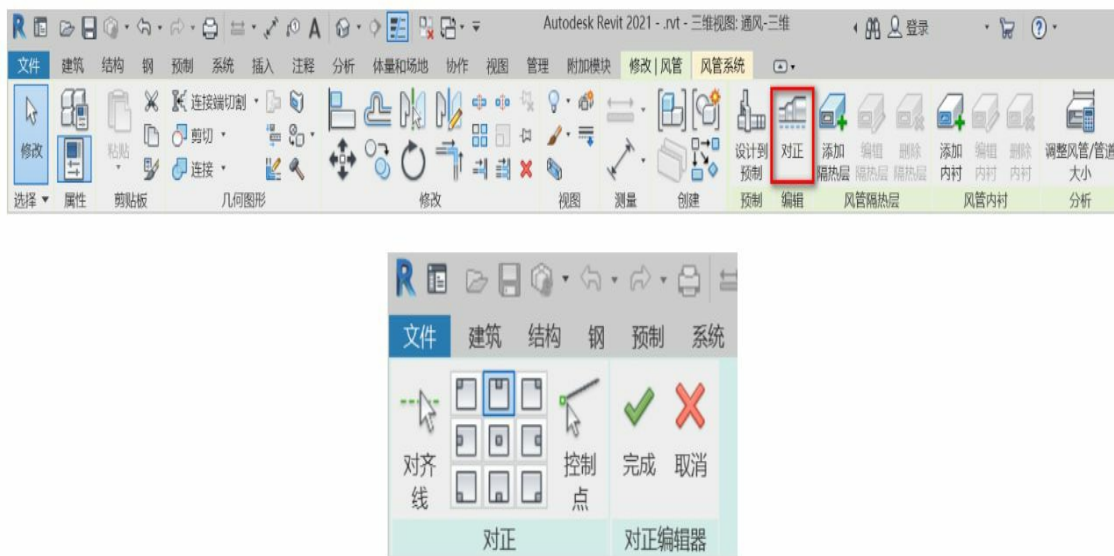 Autodesk Revit 2021 - .rvt - 三维视图: 通风-三维 登录
文件 建筑 结构 钢 预制 系统 插入 注释 分析 体量和场地 协作 视图 管理 附加模块 修改 | 风管 风管系统
修改 粘贴 连接端切割 剪切 连接 设计到预制 对正 添加隔热层 编辑隔热层 删除隔热层 添加内衬 编辑内衬 删除内衬 调整风管/管道大小
选择 属性 剪贴板 几何图形 修改 视图 测量 创建 预制 编辑 风管隔热层 风管内衬 分析
文件 建筑 结构 钢 预制 系统
对齐线 控制点 完成 取消
对正 对正编辑器